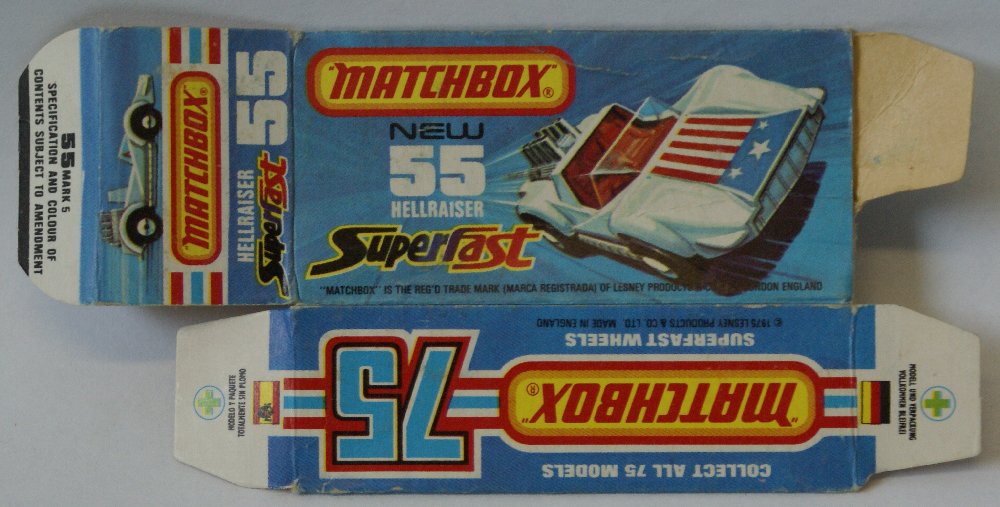 55 MARK 5
SPECIFICATION AND COLOUR OF
CONTENTS SUBJECT TO AMENDMENT
"MATCHBOX"®
HELLRAISER
55
Superfast
"MATCHBOX"®
NEW
55
HELLRAISER
Superfast
"MATCHBOX" IS THE REG'D TRADE MARK (MARCA REGISTRADA) OF LESNEY PRODUCTS LONDON ENGLAND
MODELO Y PAQUETE
TOTALMENTE SIN PLOMO
COLLECT ALL 75 MODELS
"MATCHBOX"®
75
SUPERFAST WHEELS
© 1975 LESNEY PRODUCTS & CO. LTD. MADE IN ENGLAND
MODELL UND VERPACKUNG
VOLLKOMMEN BLEIFREI